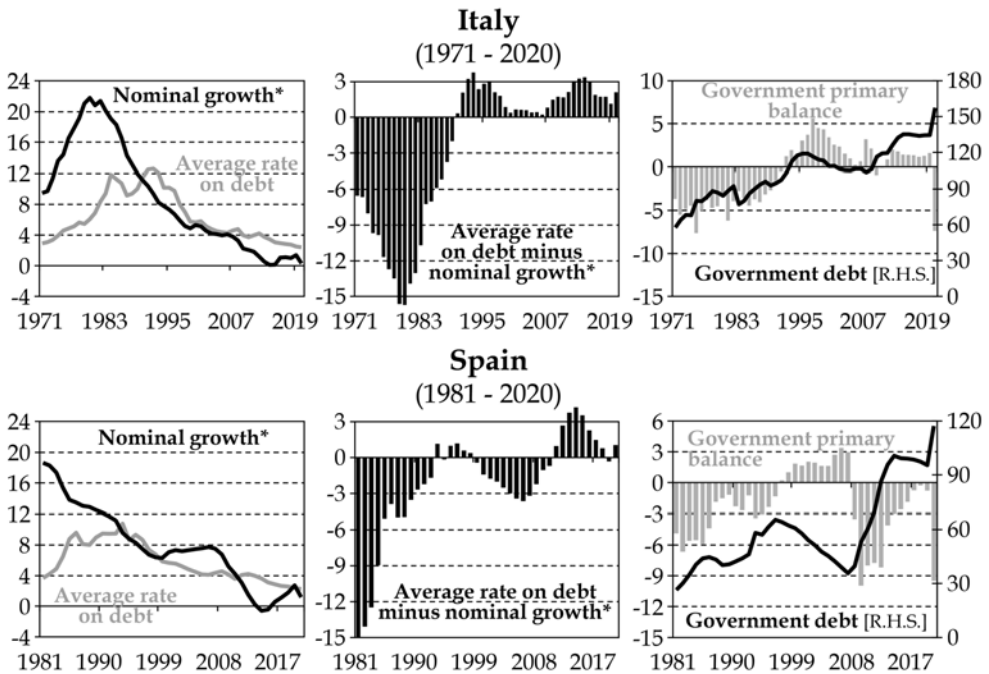 Italy
(1971 - 2020)
24
20
16
12
8
4
0
-4
Nominal growth*
Average rate
on debt
1971 1983 1995 2007 2019
3
0
-3
-6
-9
-12
-15
Average rate
on debt minus
nominal growth*
1971 1983 1995 2007 2019
10
5
0
-5
-10
-15
Government primary
balance
Government debt [R.H.S.]
180
150
120
90
60
30
0
1971 1983 1995 2007 2019
Spain
(1981 - 2020)
24
20
16
12
8
4
0
-4
Nominal growth*
Average rate
on debt
1981 1990 1999 2008 2017
3
0
-3
-6
-9
-12
-15
Average rate on debt
minus nominal growth*
1981 1990 1999 2008 2017
6
3
0
-3
-6
-9
-12
-15
Government primary
balance
Government debt [R.H.S.]
120
90
60
30
0
1981 1990 1999 2008 2017